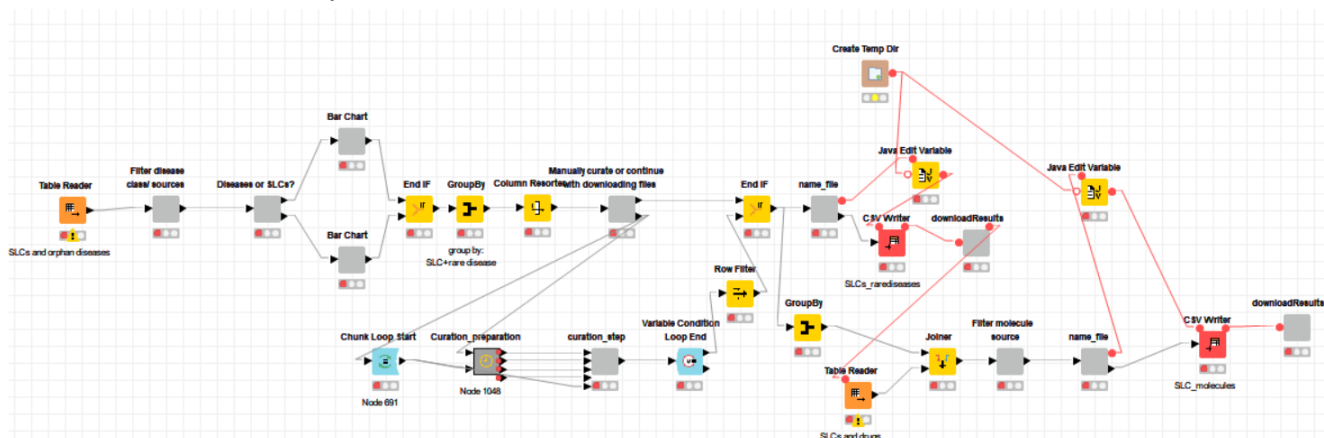 Create Temp Dir
Bar Chart
Java Edit Variable
Java Edit Variable
Filter disease
class/ sources
Manually curate or continue
with downloading files
Table Reader
Diseases or SLCs?
End IF
GroupBy
Column Resorter
End IF
name_file
CSV Writer
downloadResults
Bar Chart
SLCs and orphan diseases
group by:
SLC+rare disease
Row Filter
SLCs_rarediseases
GroupBy
downloadResults
Chunk Loop Start
Curation_preparation
curation_step
Variable Condition
Loop End
Joiner
Filter molecule
source
name_file
CSV Writer
Table Reader
Node 691
Node 1048
SLC_molecules
SLCs and drugs